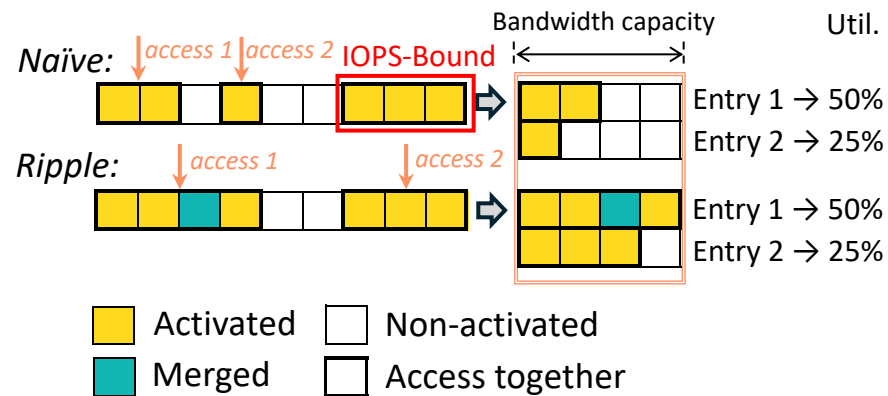 Bandwidth capacity
Util.
Naïve:
access 1
access 2
IOPS-Bound
Entry 1 → 50%
Entry 2 → 25%
Ripple:
access 1
access 2
Entry 1 → 50%
Entry 2 → 25%
Activated
Non-activated
Merged
Access together